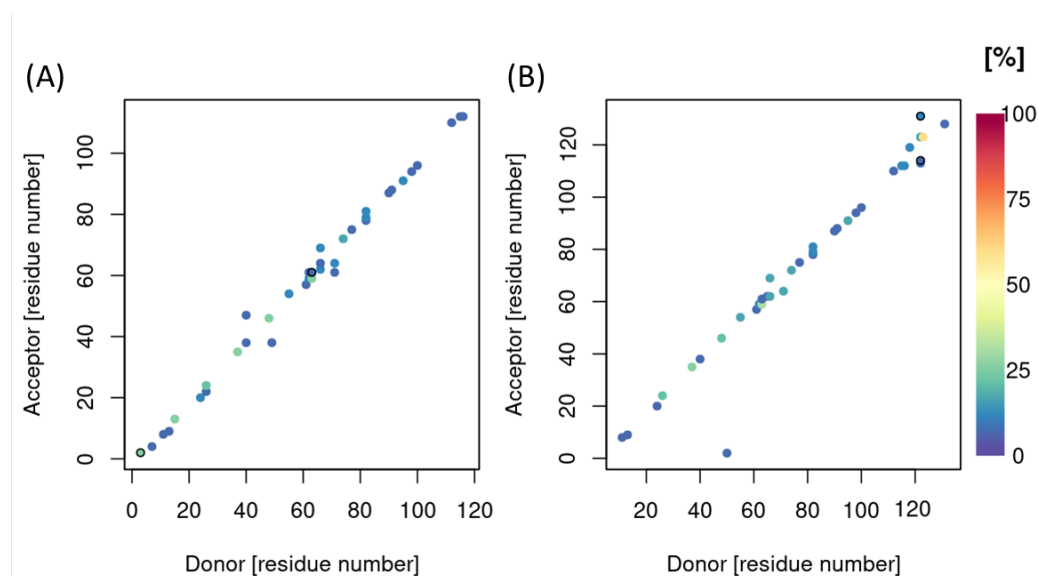 (A)
(B)
[%]
Acceptor [residue number]
0 20 40 60 80 100
0 20 40 60 80 100 120
Donor [residue number]
Acceptor [residue number]
0 20 40 60 80 100 120
20 40 60 80 100 120
Donor [residue number]
100
75
50
25
0